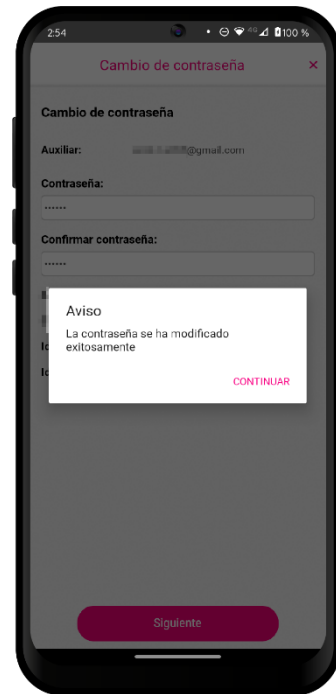 2:54
4G
100 %
Cambio de contraseña ×
Cambio de contraseña
Auxiliar: @gmail.com
Contraseña:
······
Confirmar contraseña:
······
Aviso
La contraseña se ha modificado
exitosamente
CONTINUAR
Siguiente